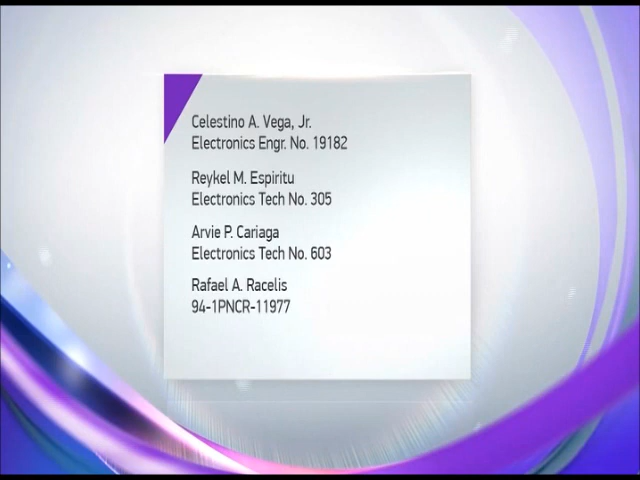 Celestino A. Vega, Jr.
Electronics Engr. No. 19182
Reykel M. Espiritu
Electronics Tech No. 305
Arvie P. Cariaga
Electronics Tech No. 603
Rafael A. Racelis
94-1PNCR-11977